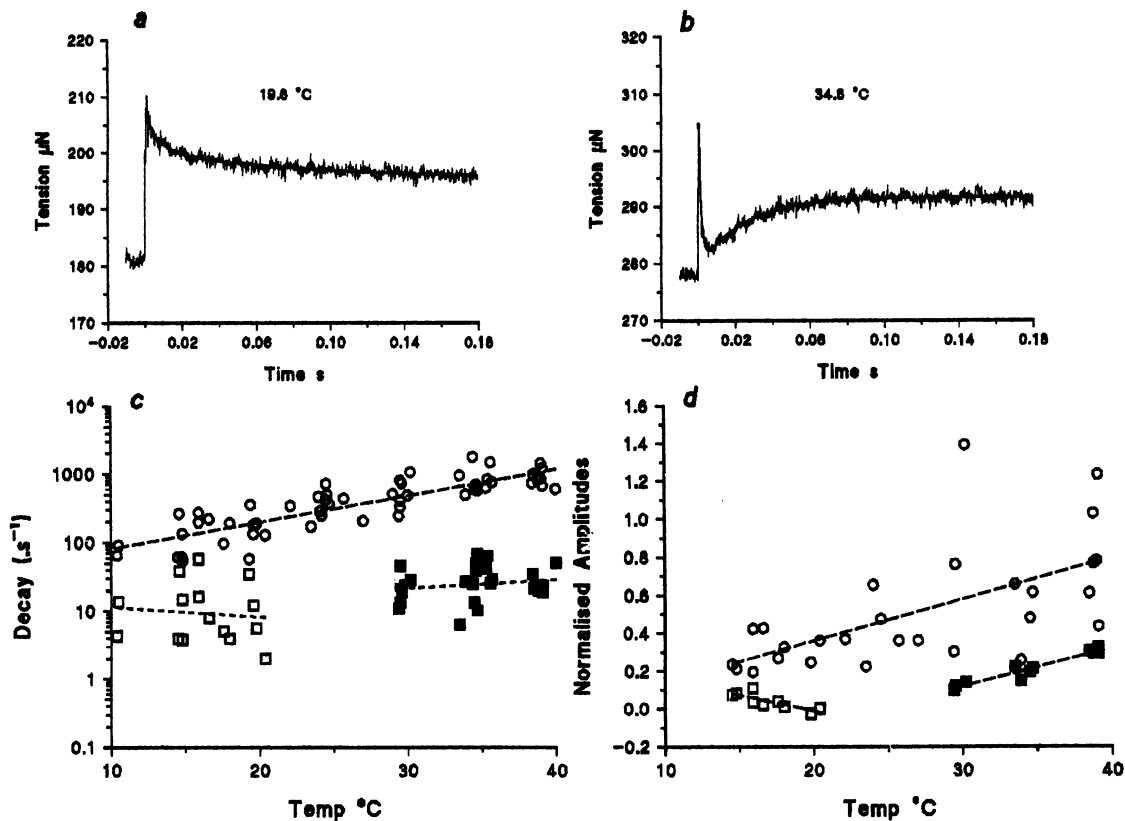 a
220
210
200
190
180
170
Tension µN
19.6 °C
−0.02 0.02 0.06 0.10 0.14 0.18
Time s
b
320
310
300
290
280
270
Tension µN
34.6 °C
−0.02 0.02 0.06 0.10 0.14 0.18
Time s
c
10⁴
1000
100
10
1
0.1
Decay (.s⁻¹)
10 20 30 40
Temp °C
d
1.6
1.4
1.2
1.0
0.8
0.6
0.4
0.2
0.0
−0.2
Normalised Amplitudes
10 20 30 40
Temp °C